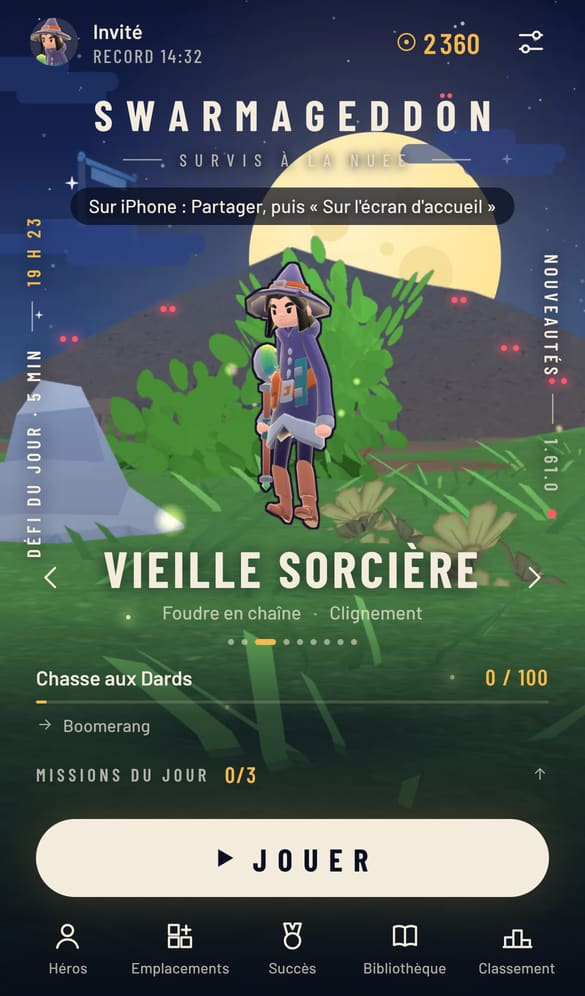 Invité
RECORD 14:32
2 360
SWARMAGEDDÖN
SURVIS À LA NUÉE
Sur iPhone : Partager, puis « Sur l'écran d'accueil »
DÉFI DU JOUR · 5 MIN — 19 H 23
NOUVEAUTÉS — 1.61.0
VIEILLE SORCIÈRE
Foudre en chaîne · Clignement
Chasse aux Dards 0 / 100
→ Boomerang
MISSIONS DU JOUR 0/3 ↑
JOUER
Héros Emplacements Succès Bibliothèque Classement